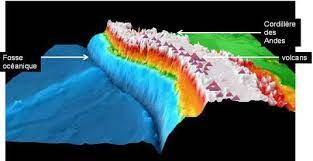 Cordillère
des
Andes
Fosse
océanique
volcans